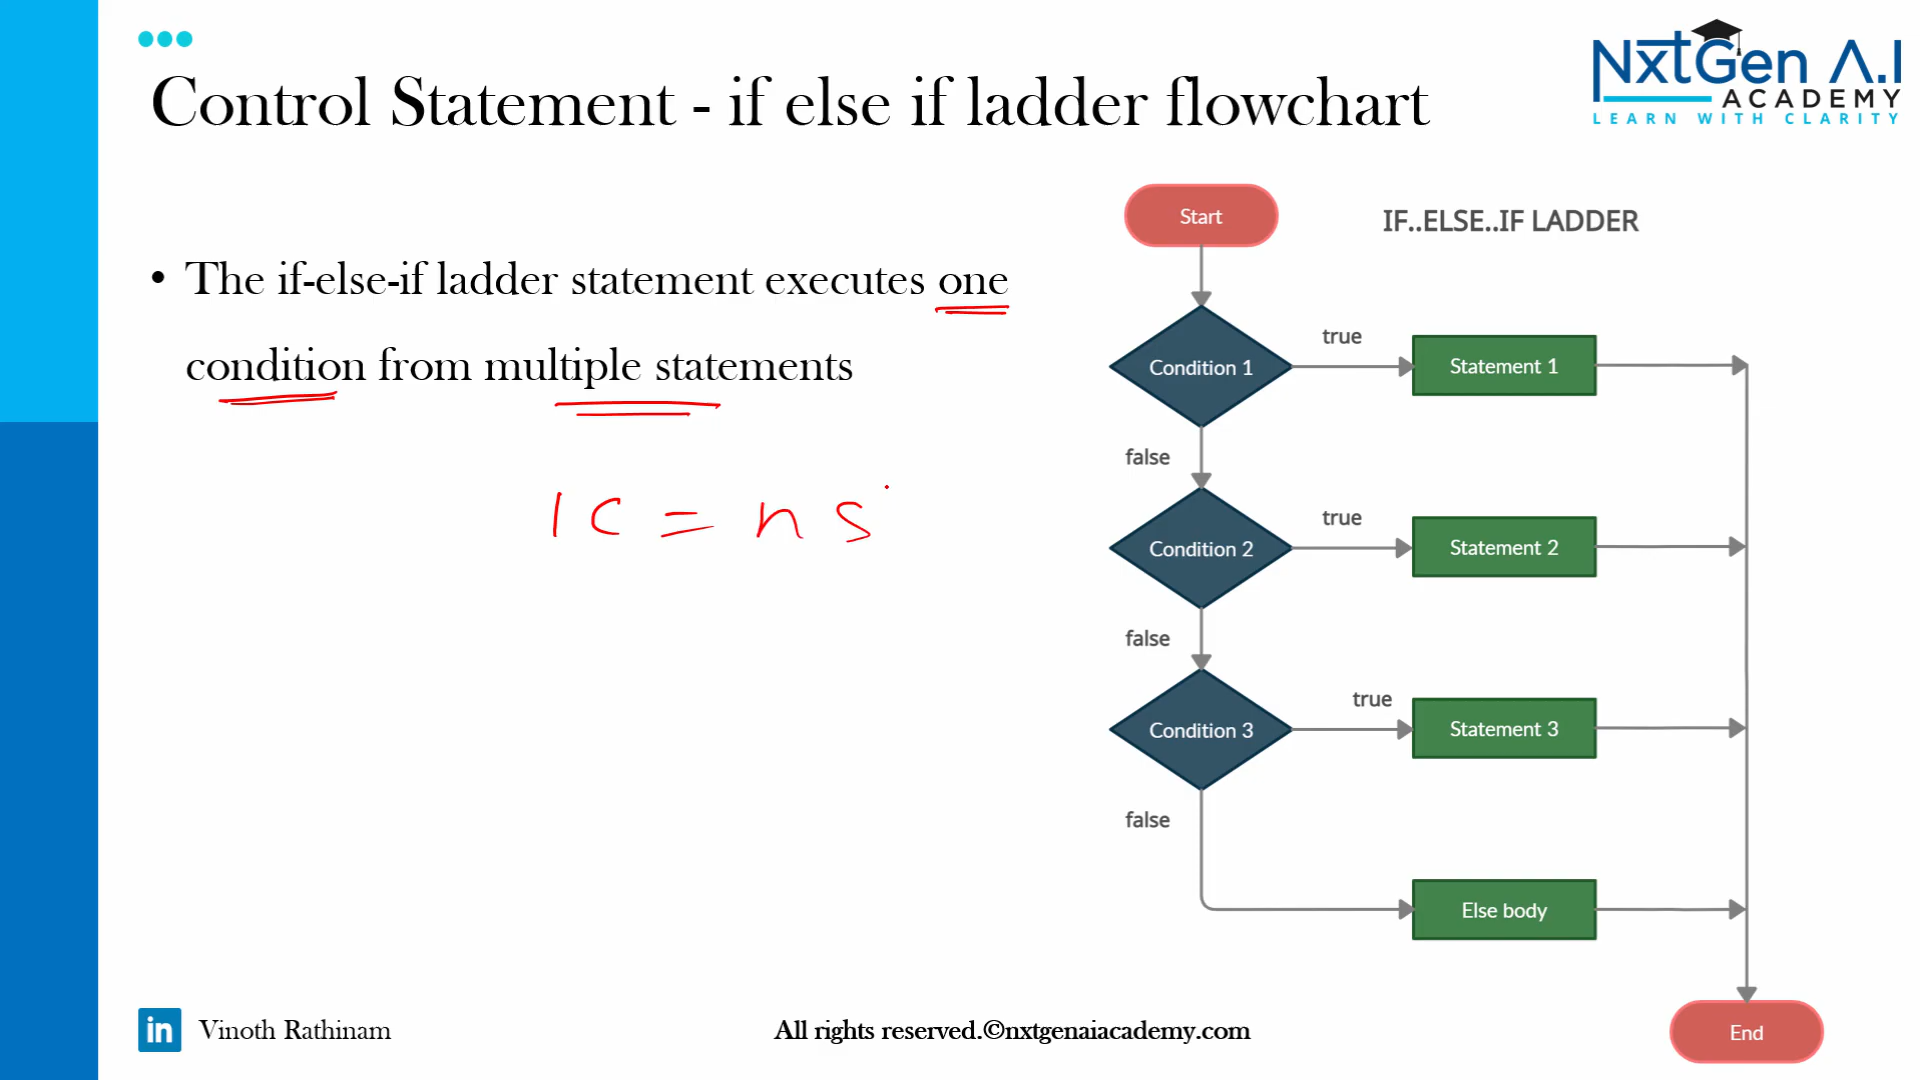 NxtGen A.I
ACADEMY
LEARN WITH CLARITY
Control Statement - if else if ladder flowchart
• The if-else-if ladder statement executes one
condition from multiple statements
1C = n s
IF..ELSE..IF LADDER
Start
Condition 1
true
Statement 1
false
Condition 2
true
Statement 2
false
Condition 3
true
Statement 3
false
Else body
End
in Vinoth Rathinam
All rights reserved.©nxtgenaiacademy.com